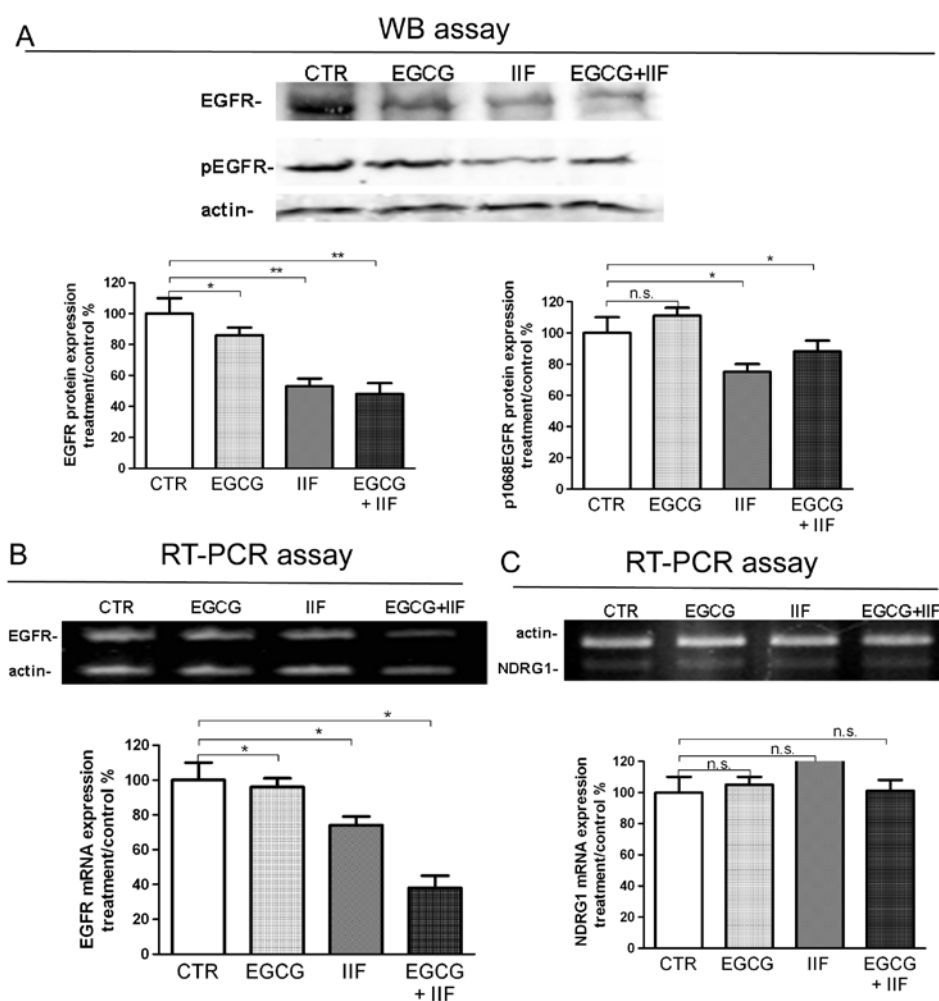 A
WB assay
CTR EGCG IIF EGCG+IIF
EGFR-
pEGFR-
actin-
EGFR protein expression
treatment/control %
120
100
80
60
40
20
0
*
**
**
CTR EGCG IIF EGCG
+ IIF
p1068EGFR protein expression
treatment/control %
120
100
80
60
40
20
0
n.s.
*
*
CTR EGCG IIF EGCG
+ IIF
B
RT-PCR assay
CTR EGCG IIF EGCG+IIF
EGFR-
actin-
EGFR mRNA expression
treatment/control %
120
100
80
60
40
20
0
*
*
*
CTR EGCG IIF EGCG
+ IIF
C
RT-PCR assay
CTR EGCG IIF EGCG+IIF
actin-
NDRG1-
NDRG1 mRNA expression
treatment/control %
120
100
80
60
40
20
0
n.s.
n.s.
n.s.
CTR EGCG IIF EGCG
+ IIF